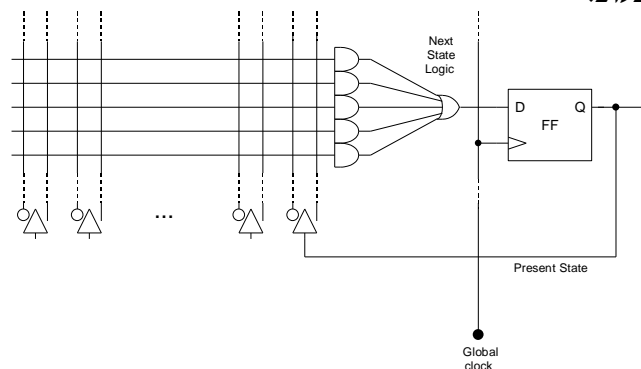 Next
State
Logic
D Q
FF
...
Present State
Global
clock